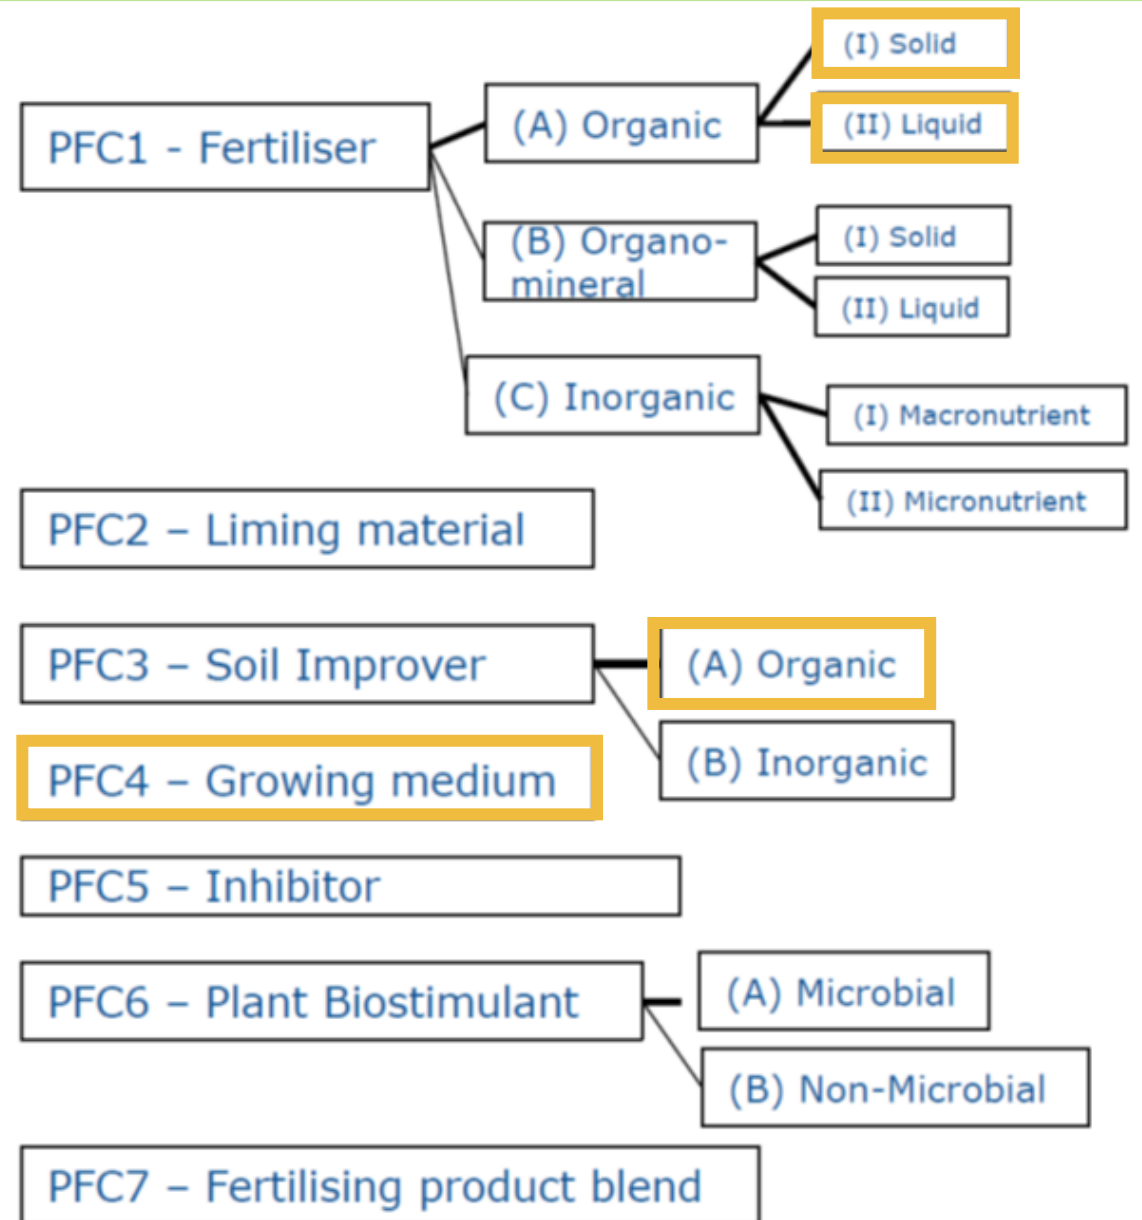 PFC1 - Fertiliser
(A) Organic
(I) Solid
(II) Liquid
(B) Organo-
mineral
(I) Solid
(II) Liquid
(C) Inorganic
(I) Macronutrient
(II) Micronutrient
PFC2 – Liming material
PFC3 – Soil Improver
(A) Organic
(B) Inorganic
PFC4 – Growing medium
PFC5 – Inhibitor
PFC6 – Plant Biostimulant
(A) Microbial
(B) Non-Microbial
PFC7 – Fertilising product blend